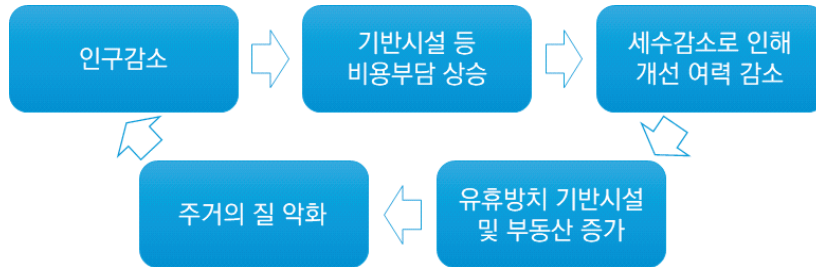 인구감소
기반시설 등
비용부담 상승
세수감소로 인해
개선 여력 감소
유휴방치 기반시설
및 부동산 증가
주거의 질 악화